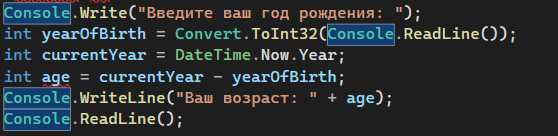 Console.Write("Введите ваш год рождения: ");
int yearOfBirth = Convert.ToInt32(Console.ReadLine());
int currentYear = DateTime.Now.Year;
int age = currentYear - yearOfBirth;
Console.WriteLine("Ваш возраст: " + age);
Console.ReadLine();